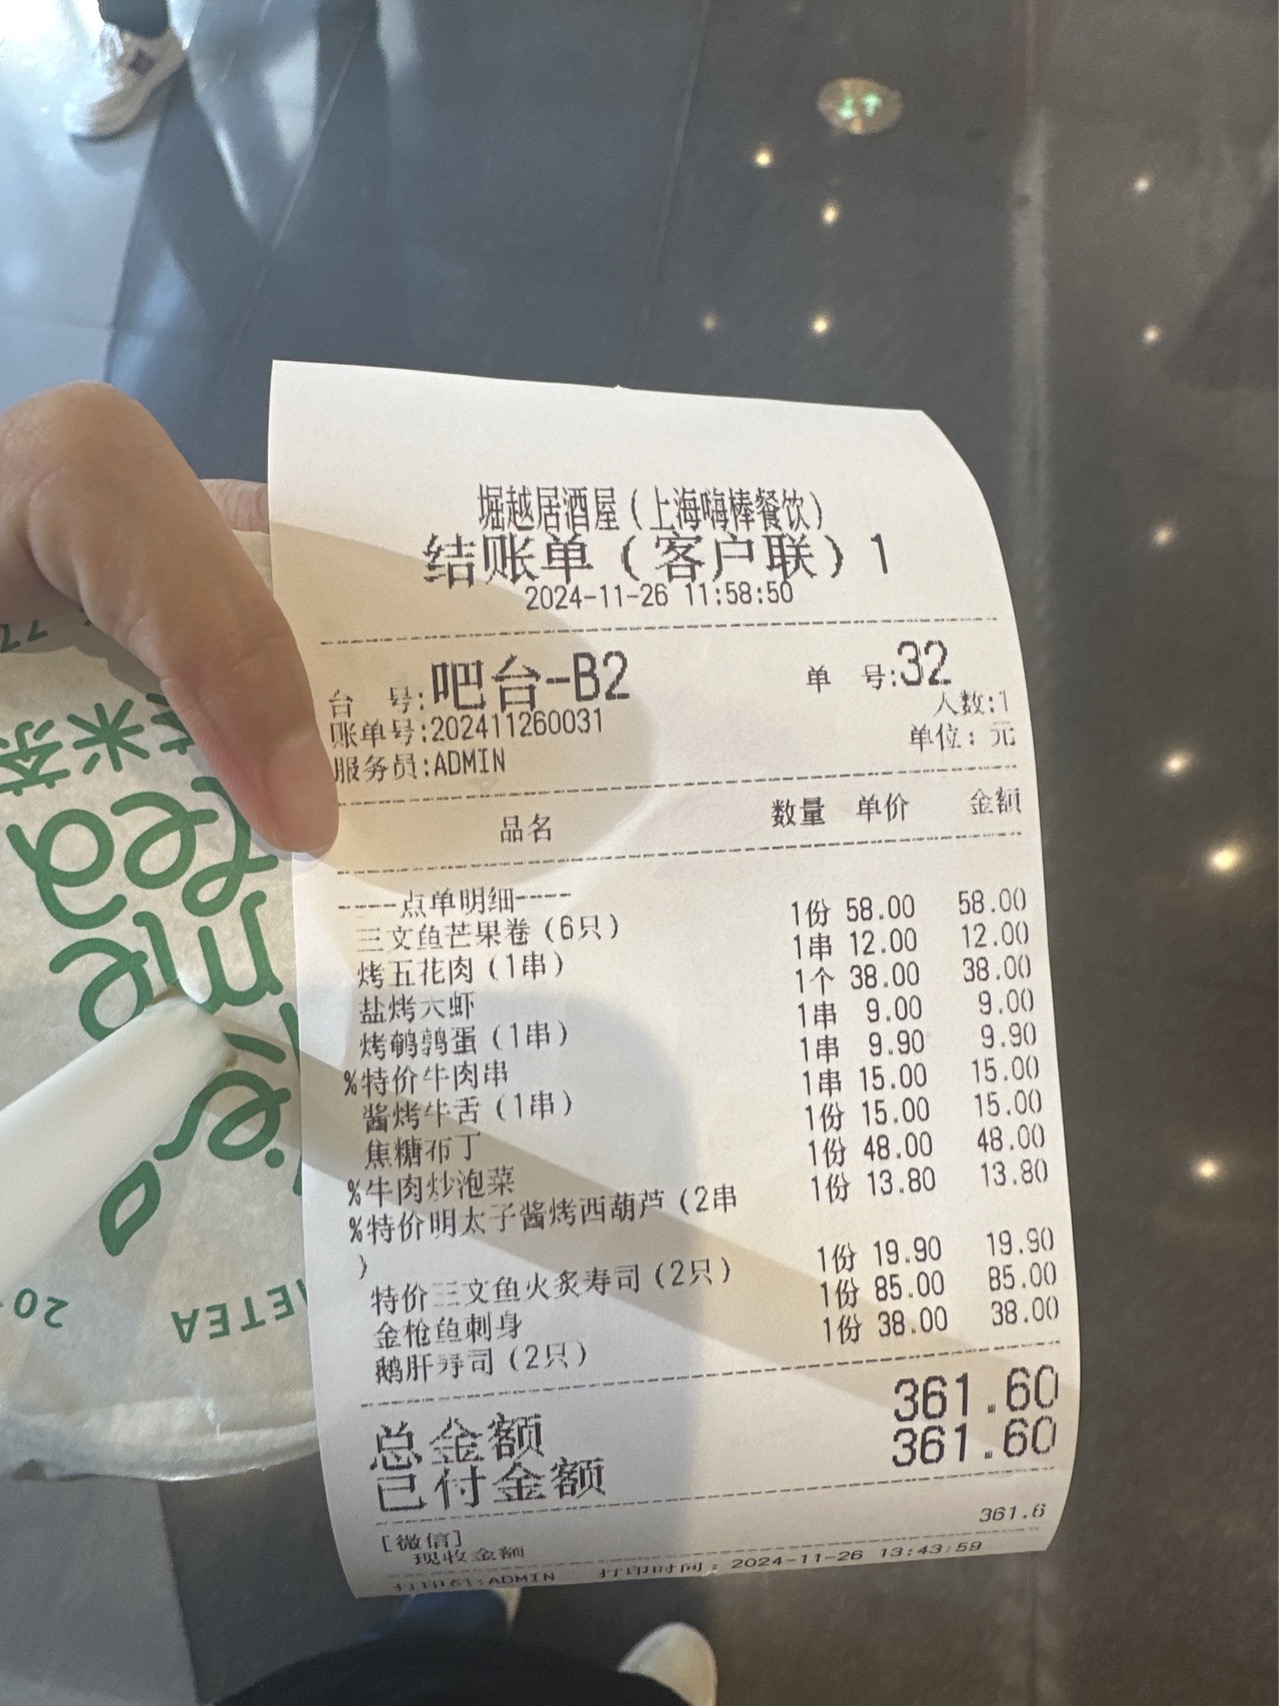 堀越居酒屋（上海嗨棒餐饮）
结账单（客户联）1
2024-11-26 11:58:50
台 号:吧台-B2 单 号:32
账单号:202411260031 人数:1
服务员:ADMIN 单位：元
品名 数量 单价 金额
----点单明细----
三文鱼芒果卷（6只） 1份 58.00 58.00
烤五花肉（1串） 1串 12.00 12.00
盐烤大虾 1个 38.00 38.00
烤鹌鹑蛋（1串） 1串 9.00 9.00
%特价牛肉串 1串 9.90 9.90
酱烤牛舌（1串） 1串 15.00 15.00
焦糖布丁 1份 15.00 15.00
%牛肉炒泡菜 1份 48.00 48.00
%特价明太子酱烤西葫芦（2串 1份 13.80 13.80
）
特价三文鱼火炙寿司（2只） 1份 19.90 19.90
金枪鱼刺身 1份 85.00 85.00
鹅肝寿司（2只） 1份 38.00 38.00
总金额 361.60
已付金额 361.60
[微信]
现收金额 361.6
打印员:ADMIN 打印时间：2024-11-26 13:43:59
米茶
tea
me
20
METEA